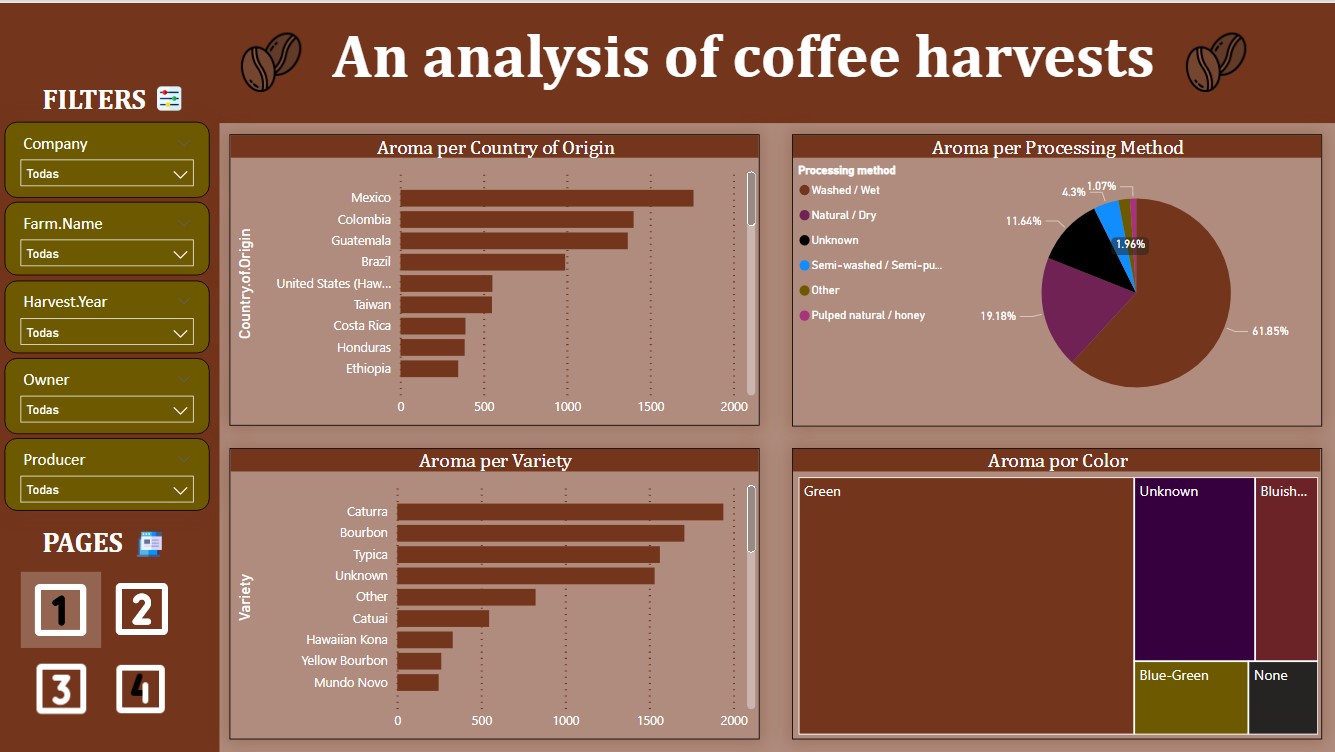 An analysis of coffee harvests
FILTERS
Company
Todas
Farm.Name
Todas
Harvest.Year
Todas
Owner
Todas
Producer
Todas
PAGES
1
2
3
4
Aroma per Country of Origin
Country.of.Origin
Mexico
Colombia
Guatemala
Brazil
United States (Haw...
Taiwan
Costa Rica
Honduras
Ethiopia
0 500 1000 1500 2000
Aroma per Processing Method
Processing method
Washed / Wet
Natural / Dry
Unknown
Semi-washed / Semi-pu...
Other
Pulped natural / honey
1.07%
4.3%
11.64%
1.96%
19.18%
61.85%
Aroma per Variety
Variety
Caturra
Bourbon
Typica
Unknown
Other
Catuai
Hawaiian Kona
Yellow Bourbon
Mundo Novo
0 500 1000 1500 2000
Aroma por Color
Green
Unknown
Bluish...
Blue-Green
None